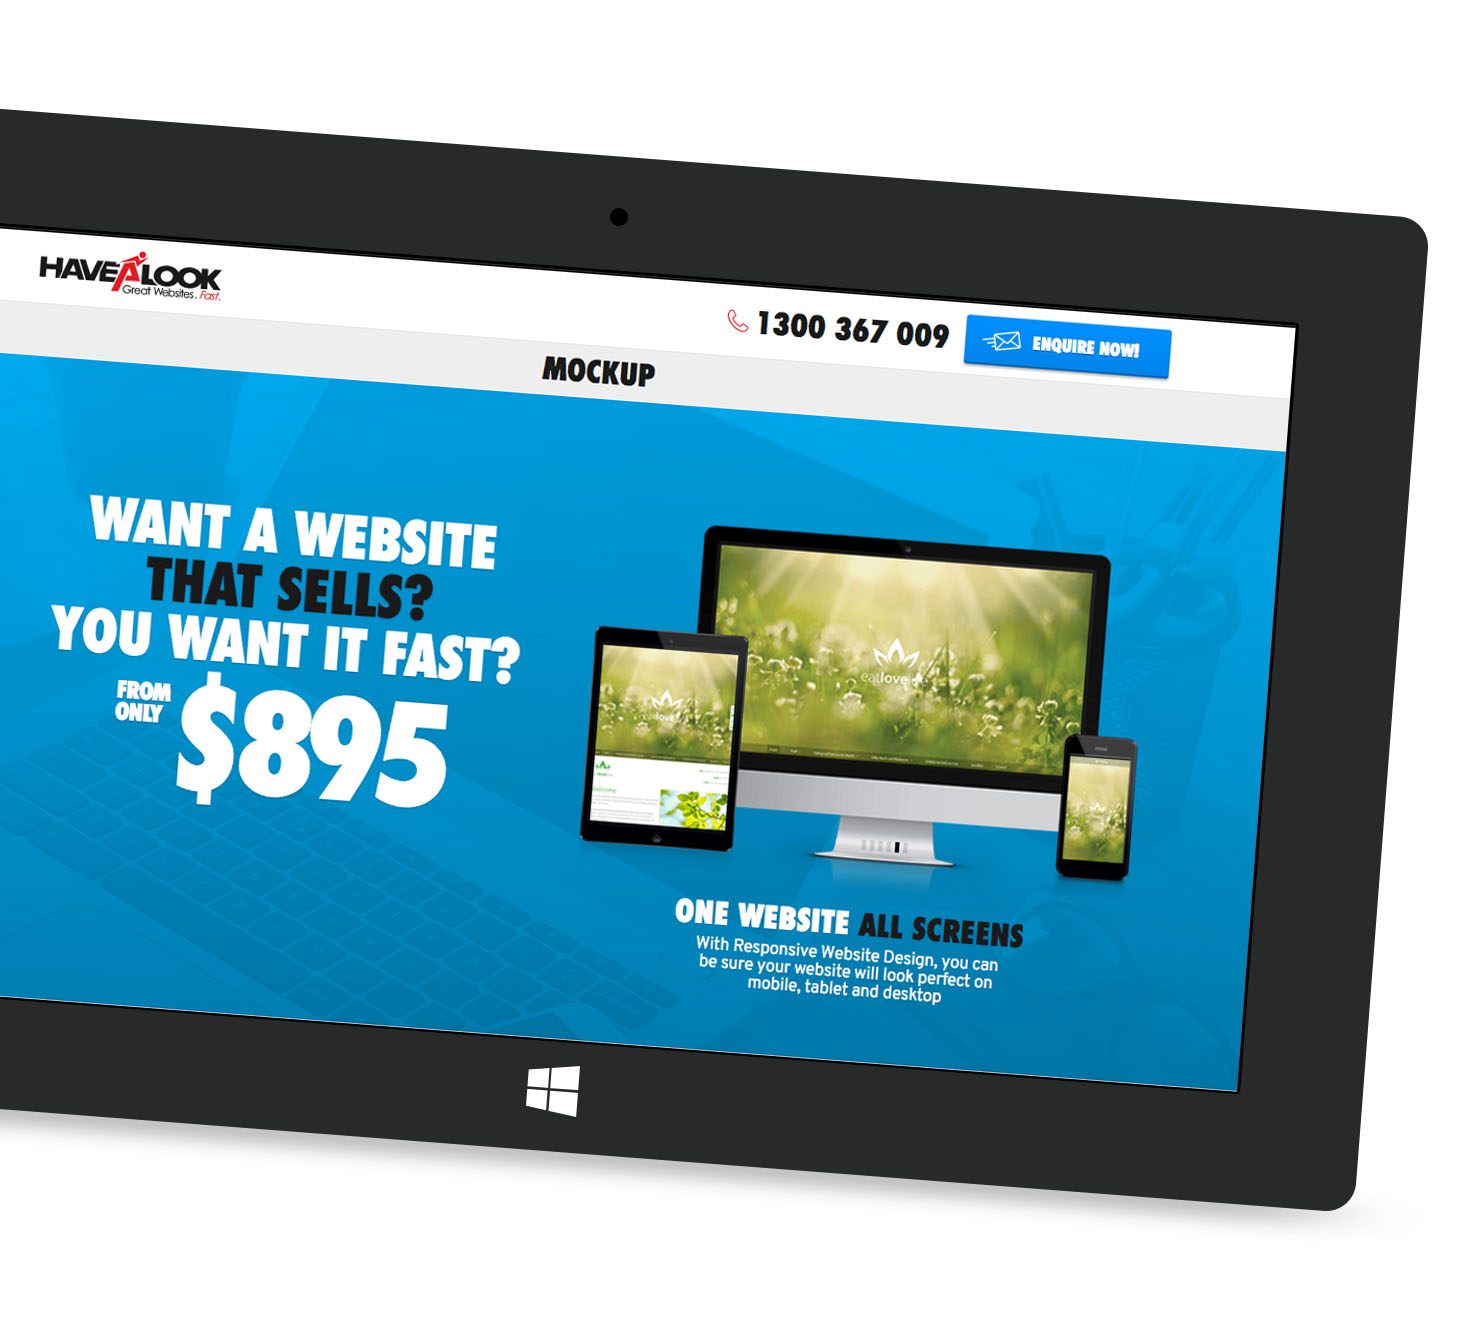 HAVEALOOK
Great Websites. Fast.
1300 367 009
ENQUIRE NOW!
MOCKUP
WANT A WEBSITE
THAT SELLS?
YOU WANT IT FAST?
FROM
ONLY
$895
eatlove
Welcome
ONE WEBSITE ALL SCREENS
With Responsive Website Design, you can
be sure your website will look perfect on
mobile, tablet and desktop